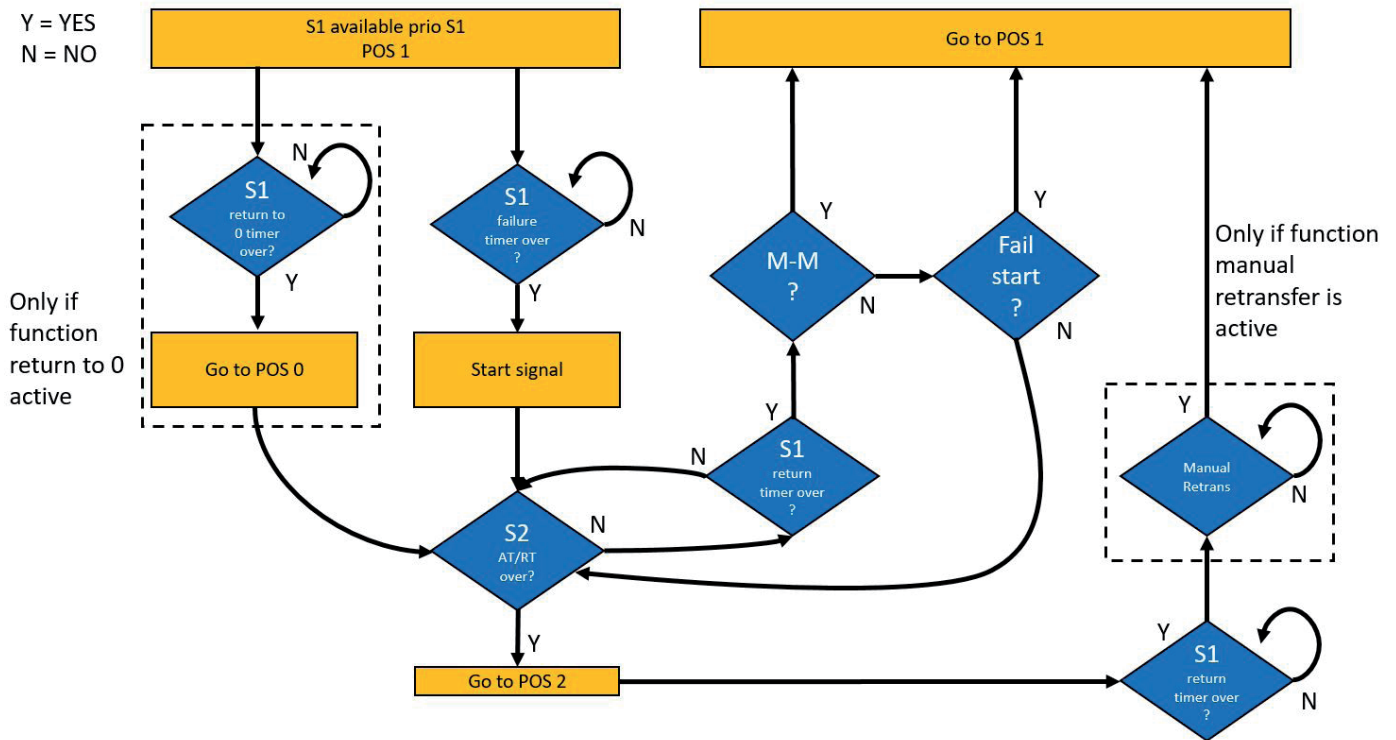 Y = YES
N = NO
S1 available prio S1
POS 1
Go to POS 1
N
S1
return to
0 timer
over?
Y
Only if
function
return to 0
active
Go to POS 0
S1
failure
timer over
?
N
Y
Start signal
Y
M-M
?
N
Y
Fail
start
?
N
Only if function
manual
retransfer is
active
Y
N
S1
return
timer over
?
S2
AT/RT
over?
N
Y
Go to POS 2
Y
Manual
Retrans
N
Y
S1
return
timer over
?
N